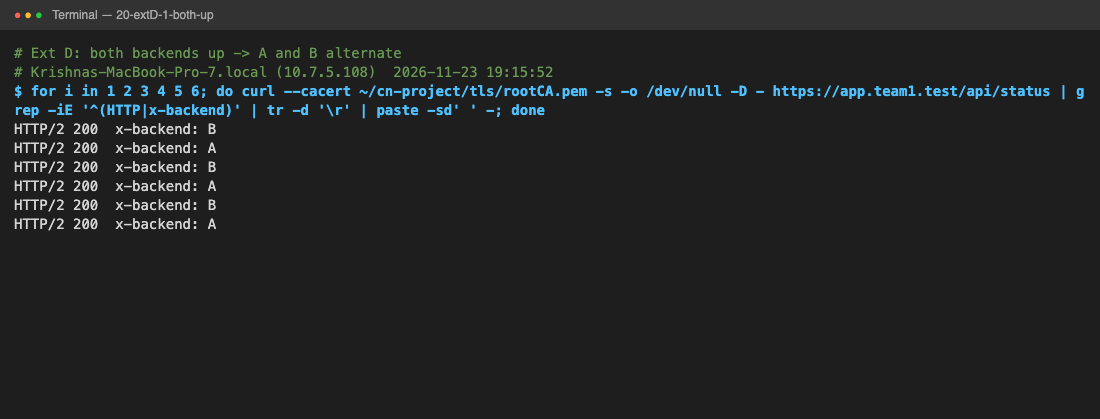 Terminal — 20-extD-1-both-up
# Ext D: both backends up -> A and B alternate
# Krishnas-MacBook-Pro-7.local (10.7.5.108)  2026-11-23 19:15:52
$ for i in 1 2 3 4 5 6; do curl --cacert ~/cn-project/tls/rootCA.pem -s -o /dev/null -D - https://app.team1.test/api/status | g
rep -iE '^(HTTP|x-backend)' | tr -d '\r' | paste -sd' ' -; done
HTTP/2 200  x-backend: B
HTTP/2 200  x-backend: A
HTTP/2 200  x-backend: B
HTTP/2 200  x-backend: A
HTTP/2 200  x-backend: B
HTTP/2 200  x-backend: A